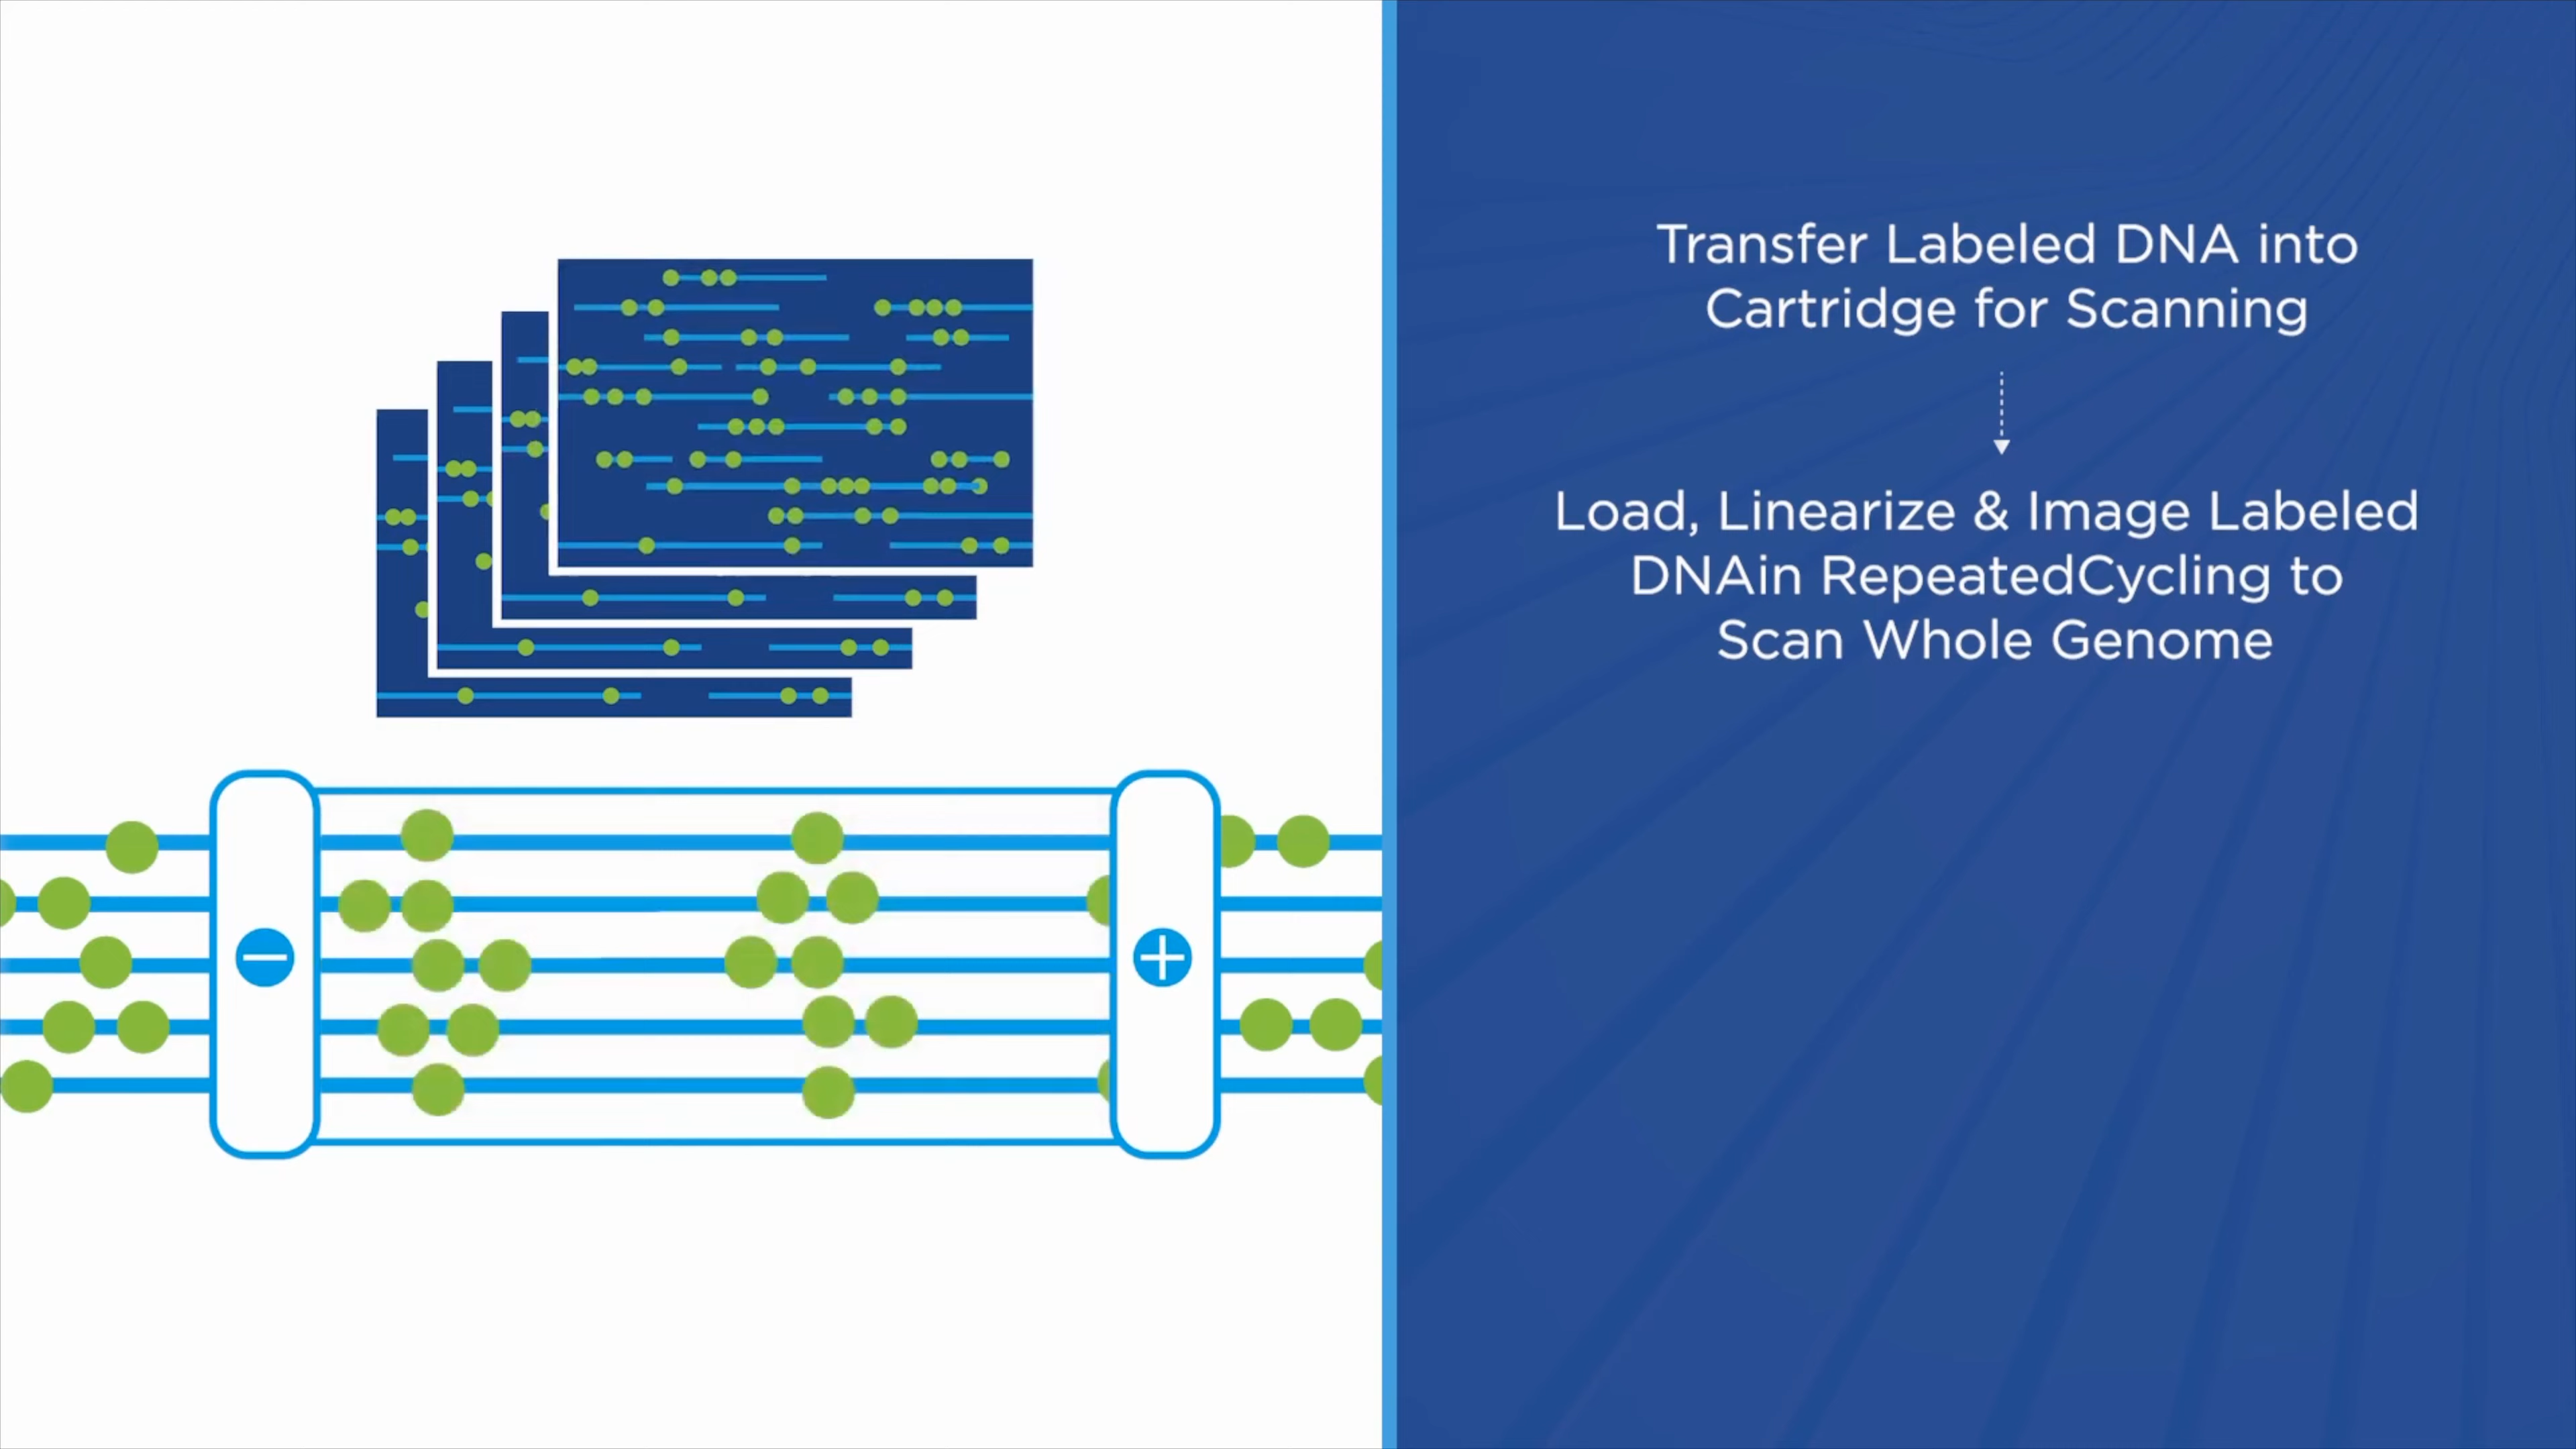 Transfer Labeled DNA into
Cartridge for Scanning
Load, Linearize & Image Labeled
DNAin RepeatedCycling to
Scan Whole Genome